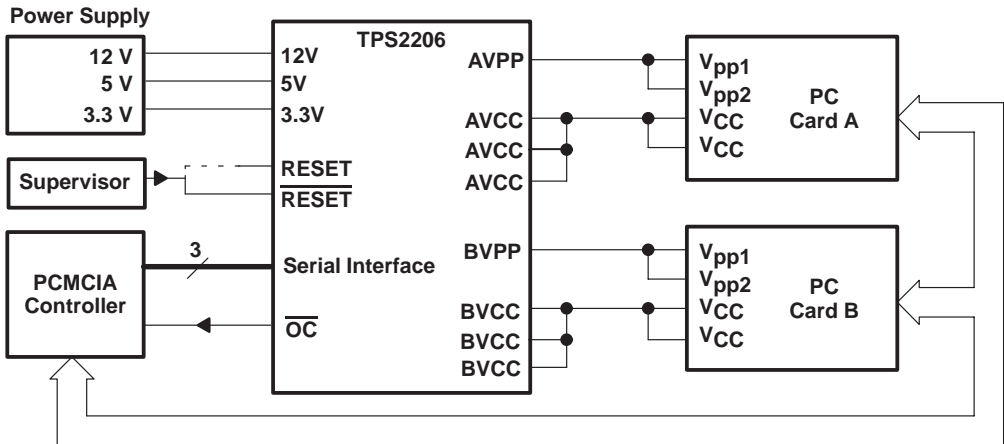 Power Supply
12 V
5 V
3.3 V
Supervisor
PCMCIA
Controller
3
TPS2206
12V
5V
3.3V
RESET
RESET
Serial Interface
OC
AVPP
AVCC
AVCC
AVCC
BVPP
BVCC
BVCC
BVCC
Vpp1
Vpp2
VCC
VCC
PC
Card A
Vpp1
Vpp2
VCC
VCC
PC
Card B